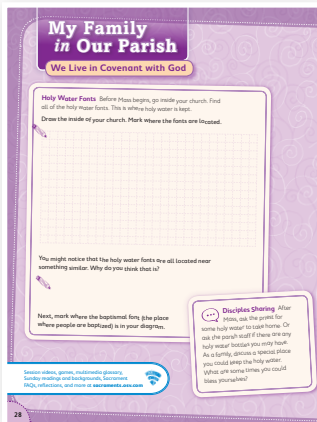 My Family
in Our Parish
We Live in Covenant with God
Holy Water Fonts Before Mass begins, go inside your church. Find
all of the holy water fonts. This is where holy water is kept.
Draw the inside of your church. Mark where the fonts are located.
You might notice that the holy water fonts are all located near
something similar. Why do you think that is?
Next, mark where the baptismal font (the place
where people are baptized) is in your diagram.
Disciples Sharing After
Mass, ask the priest for
some holy water to take home. Or
ask the parish staff if there are any
holy water bottles you may have.
As a family, discuss a special place
you could keep the holy water.
What are some times you could
bless yourselves?
Session videos, games, multimedia glossary,
Sunday readings and backgrounds, Sacrament
FAQs, reflections, and more at sacraments.osv.com
28